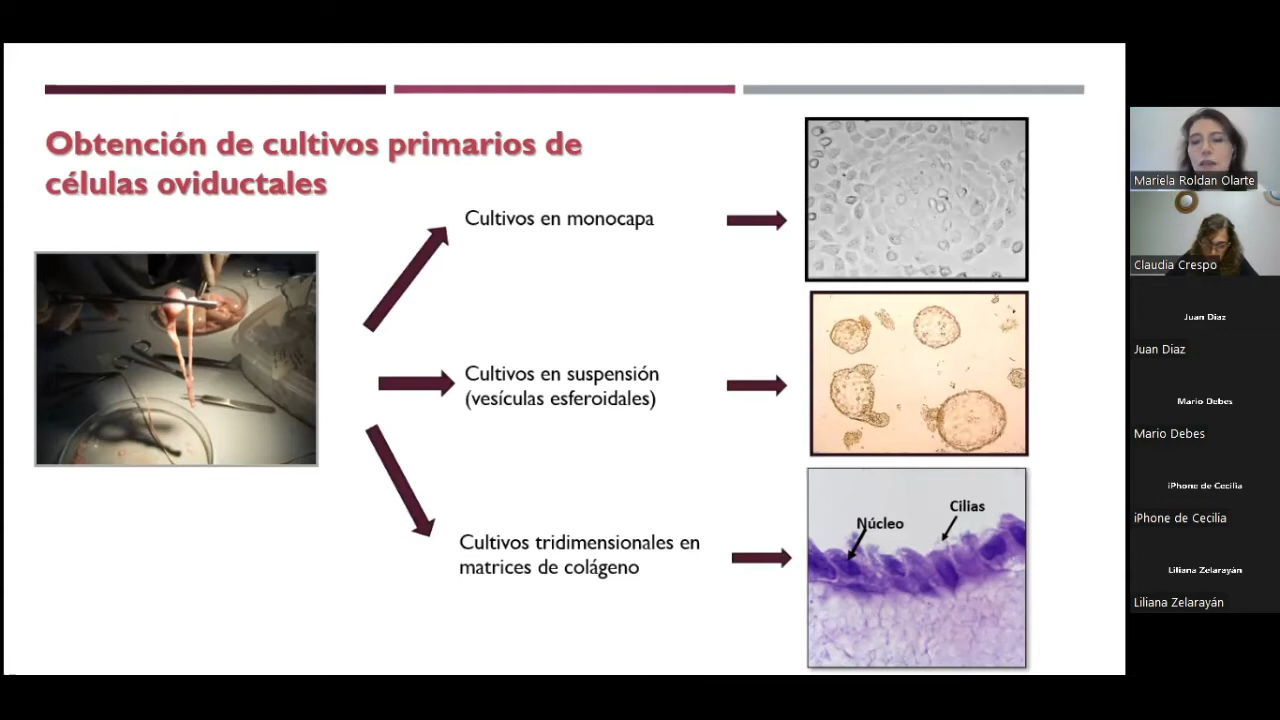 Obtención de cultivos primarios de
células oviductales
Cultivos en monocapa
Cultivos en suspensión
(vesículas esferoidales)
Cultivos tridimensionales en
matrices de colágeno
Núcleo
Cilias
Mariela Roldan Olarte
Claudia Crespo
Juan Diaz
Juan Diaz
Mario Debes
Mario Debes
iPhone de Cecilia
iPhone de Cecilia
Liliana Zelarayán
Liliana Zelarayán